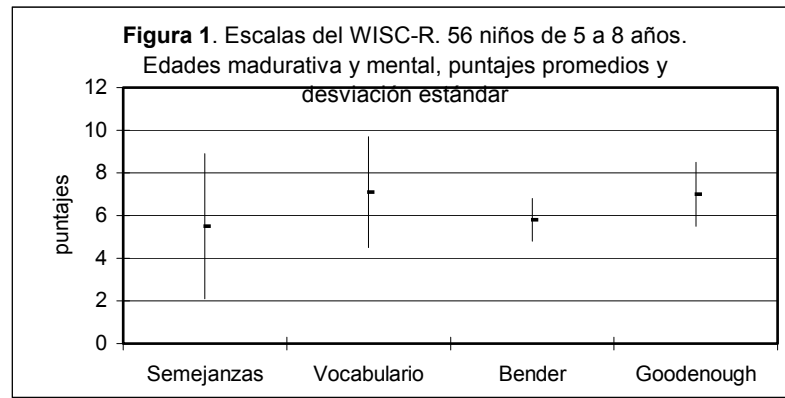 Figura 1. Escalas del WISC-R. 56 niños de 5 a 8 años.
Edades madurativa y mental, puntajes promedios y
desviación estándar
puntajes
12
10
8
6
4
2
0
Semejanzas Vocabulario Bender Goodenough